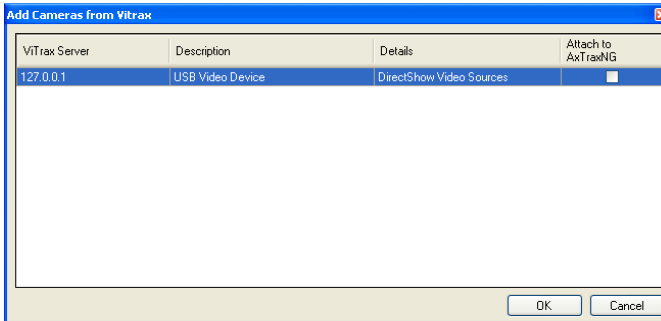 Add Cameras from Vitrax
ViTrax Server Description Details Attach to
AxTraxNG
127.0.0.1 USB Video Device DirectShow Video Sources
OK Cancel